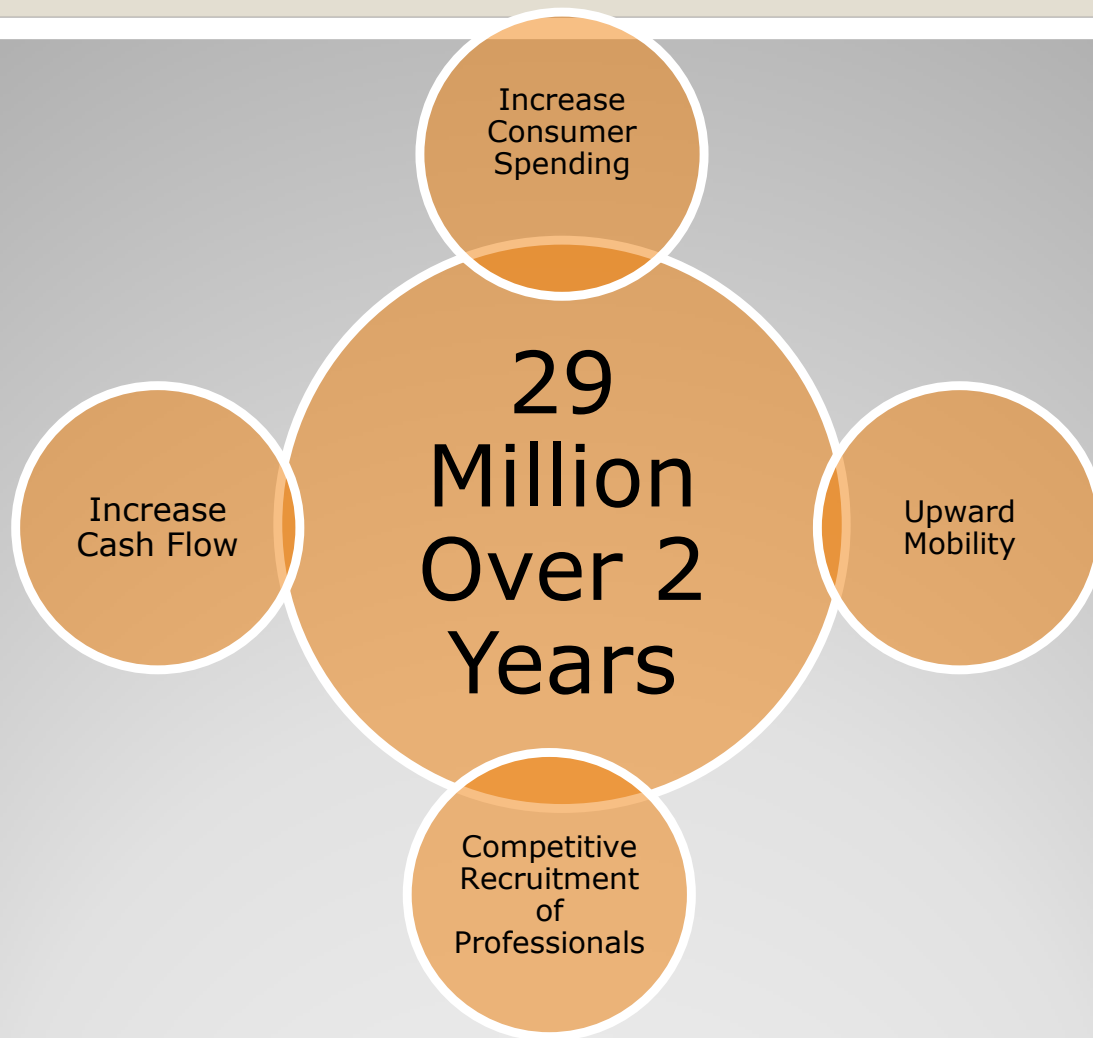 Increase
Consumer
Spending
29
Million
Over 2
Years
Increase
Cash Flow
Upward
Mobility
Competitive
Recruitment
of
Professionals